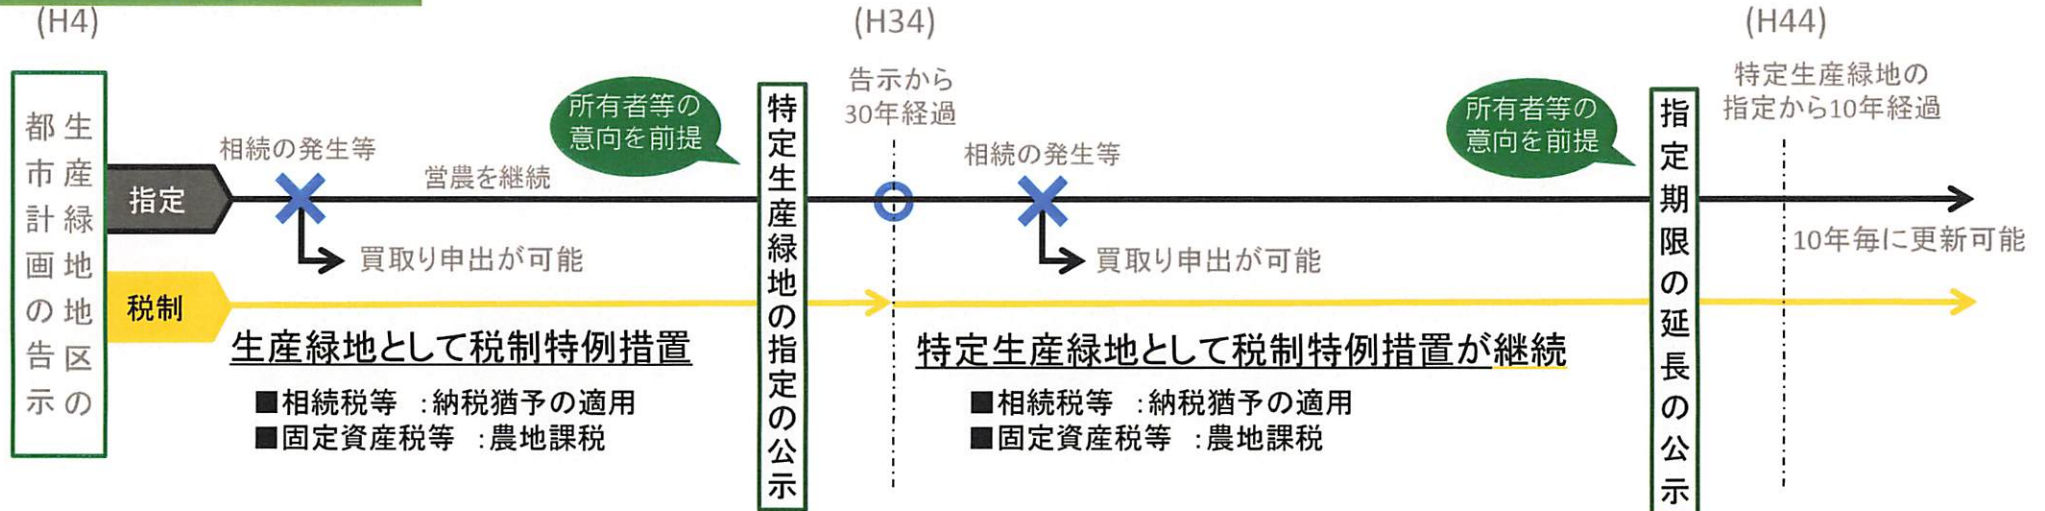 (H4)
(H34)
(H44)
生産緑地地区の
都市計画の告示
指定
税制
相続の発生等
営農を継続
買取り申出が可能
所有者等の
意向を前提
特定生産緑地の指定の公示
告示から
30年経過
相続の発生等
買取り申出が可能
所有者等の
意向を前提
指定期限の延長の公示
特定生産緑地の
指定から10年経過
10年毎に更新可能
生産緑地として税制特例措置
■相続税等 :納税猶予の適用
■固定資産税等 :農地課税
特定生産緑地として税制特例措置が継続
■相続税等 :納税猶予の適用
■固定資産税等 :農地課税